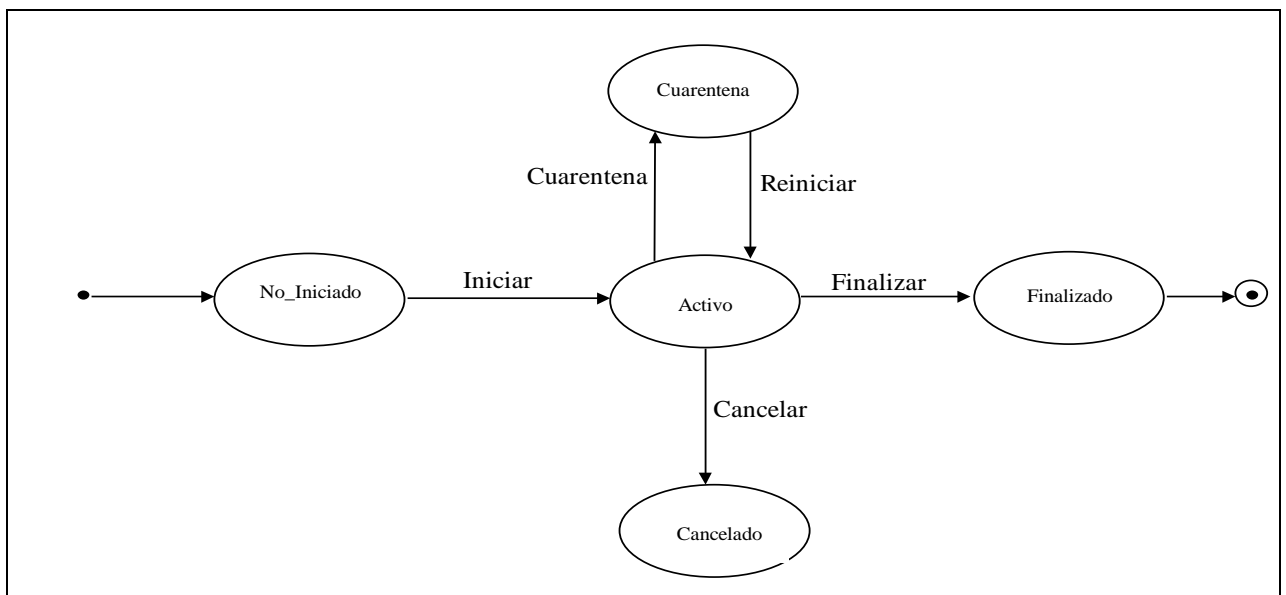 Cuarentena
Cuarentena
Reiniciar
No_Iniciado
Iniciar
Activo
Finalizar
Finalizado
Cancelar
Cancelado